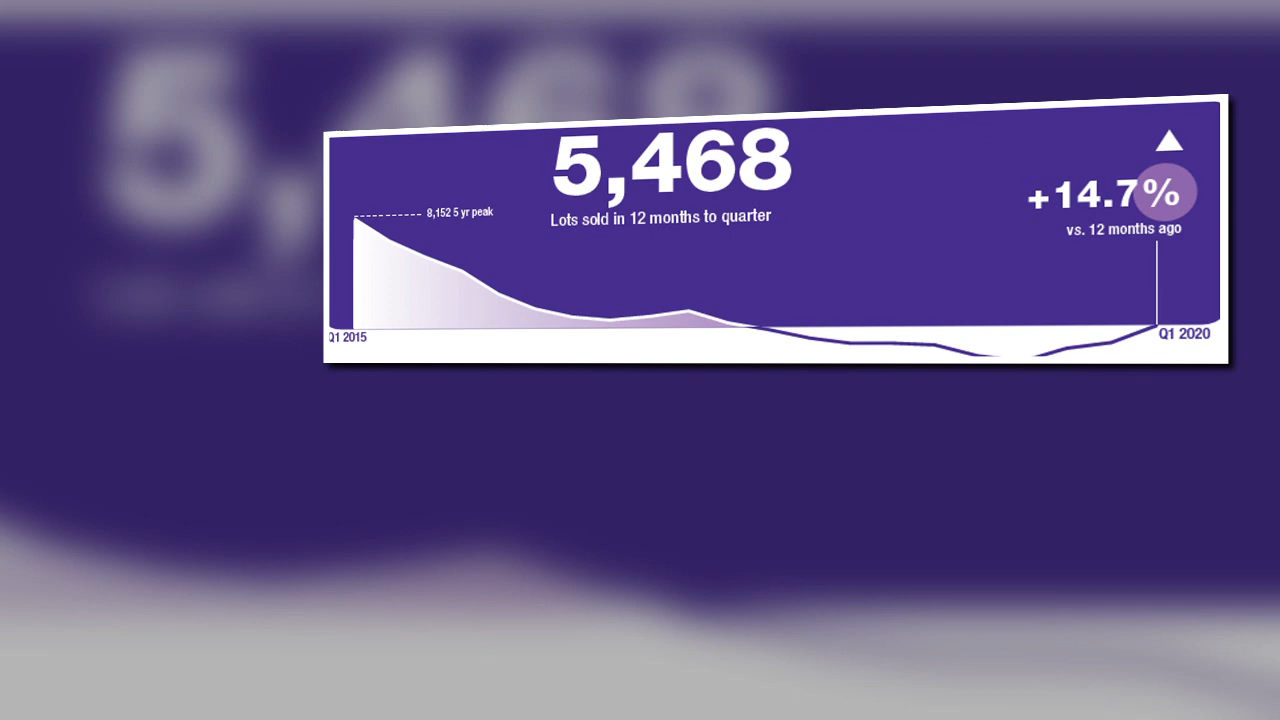 5,468
Lots sold in 12 months to quarter
8,152 5 yr peak
+14.7%
vs. 12 months ago
Q1 2015
Q1 2020